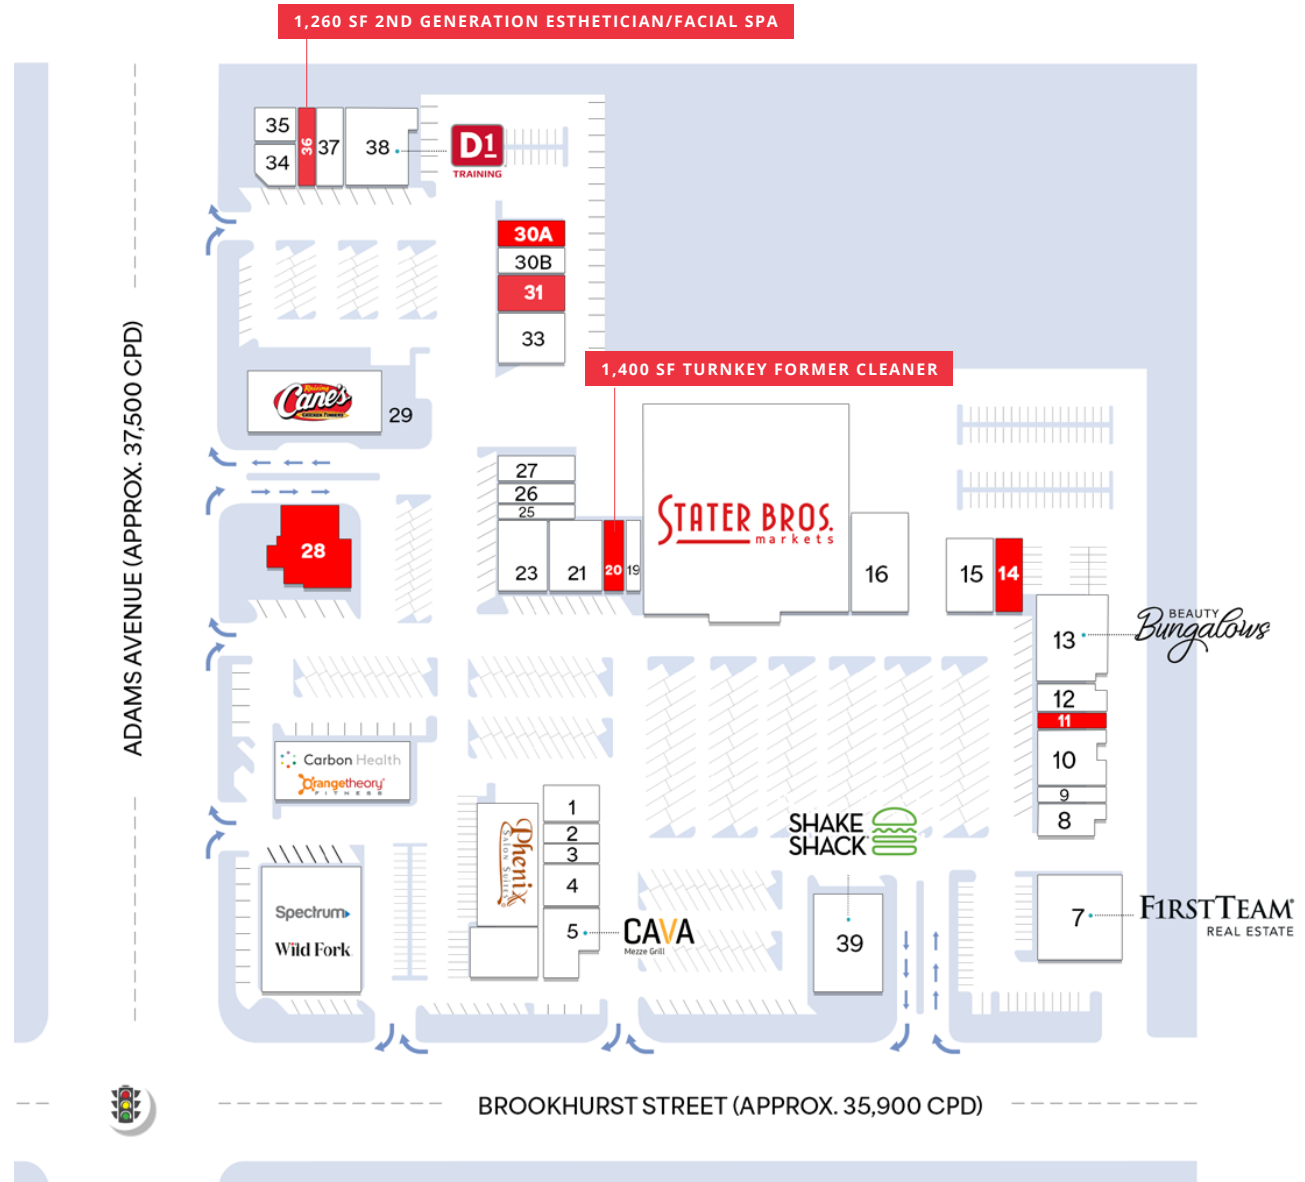 1,260 SF 2ND GENERATION ESTHETICIAN/FACIAL SPA
35
34
36
37
38
D1
TRAINING
30A
30B
31
33
1,400 SF TURNKEY FORMER CLEANER
Raising
Cane's
CHICKEN FINGERS
29
ADAMS AVENUE (APPROX. 37,500 CPD)
27
26
25
23
21
20
19
STATER BROS.
markets
16
15
14
28
13
BEAUTY
Bungalows
12
11
10
9
8
Carbon Health
Orangetheory
FITNESS
1
2
3
4
5
Phenix
SALON SUITES
CAVA
Mezze Grill
SHAKE
SHACK
39
7
FIRSTTEAM
REAL ESTATE
Spectrum
Wild Fork
BROOKHURST STREET (APPROX. 35,900 CPD)